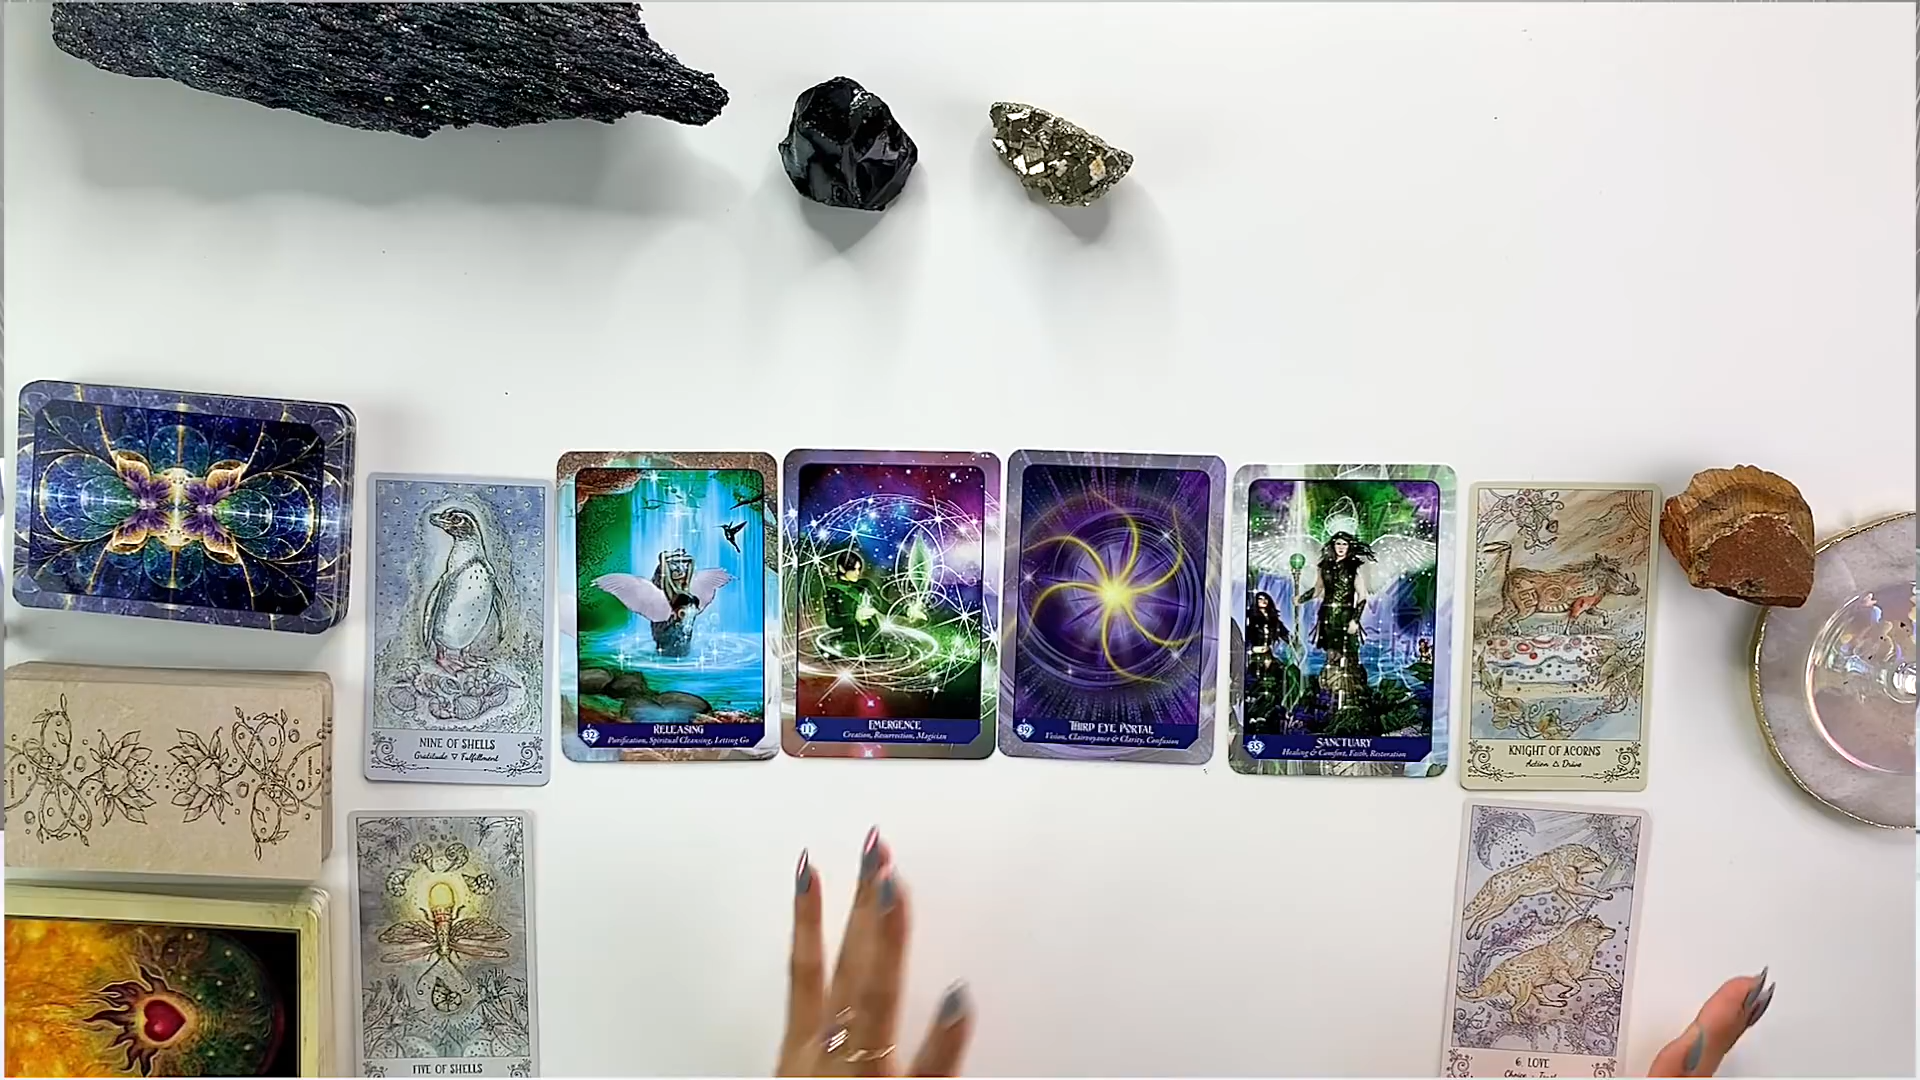 NINE OF SHELLS
Gratitude ▽ Fulfillment
32
RELEASING
Purification, Spiritual Cleansing, Letting Go
11
EMERGENCE
Creation, Resurrection, Magician
39
THIRD EYE PORTAL
Vision, Clairvoyance & Clarity, Confusion
35
SANCTUARY
Healing & Comfort, Faith, Restoration
KNIGHT OF ACORNS
Action △ Drive
FIVE OF SHELLS
6. LOVE
Choice